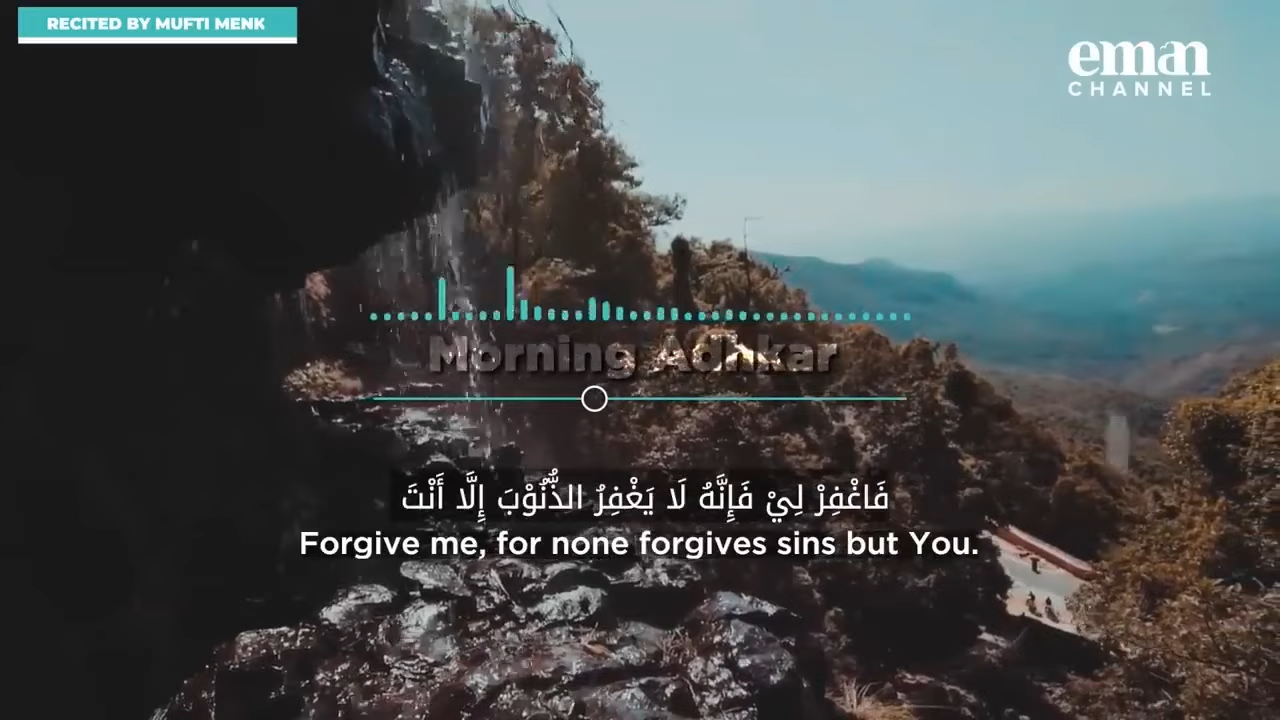 RECITED BY MUFTI MENK
eman
CHANNEL
Morning Adhkar
فَاغْفِرْ لِيْ فَإِنَّهُ لَا يَغْفِرُ الذُّنُوْبَ إِلَّا أَنْتَ
Forgive me, for none forgives sins but You.